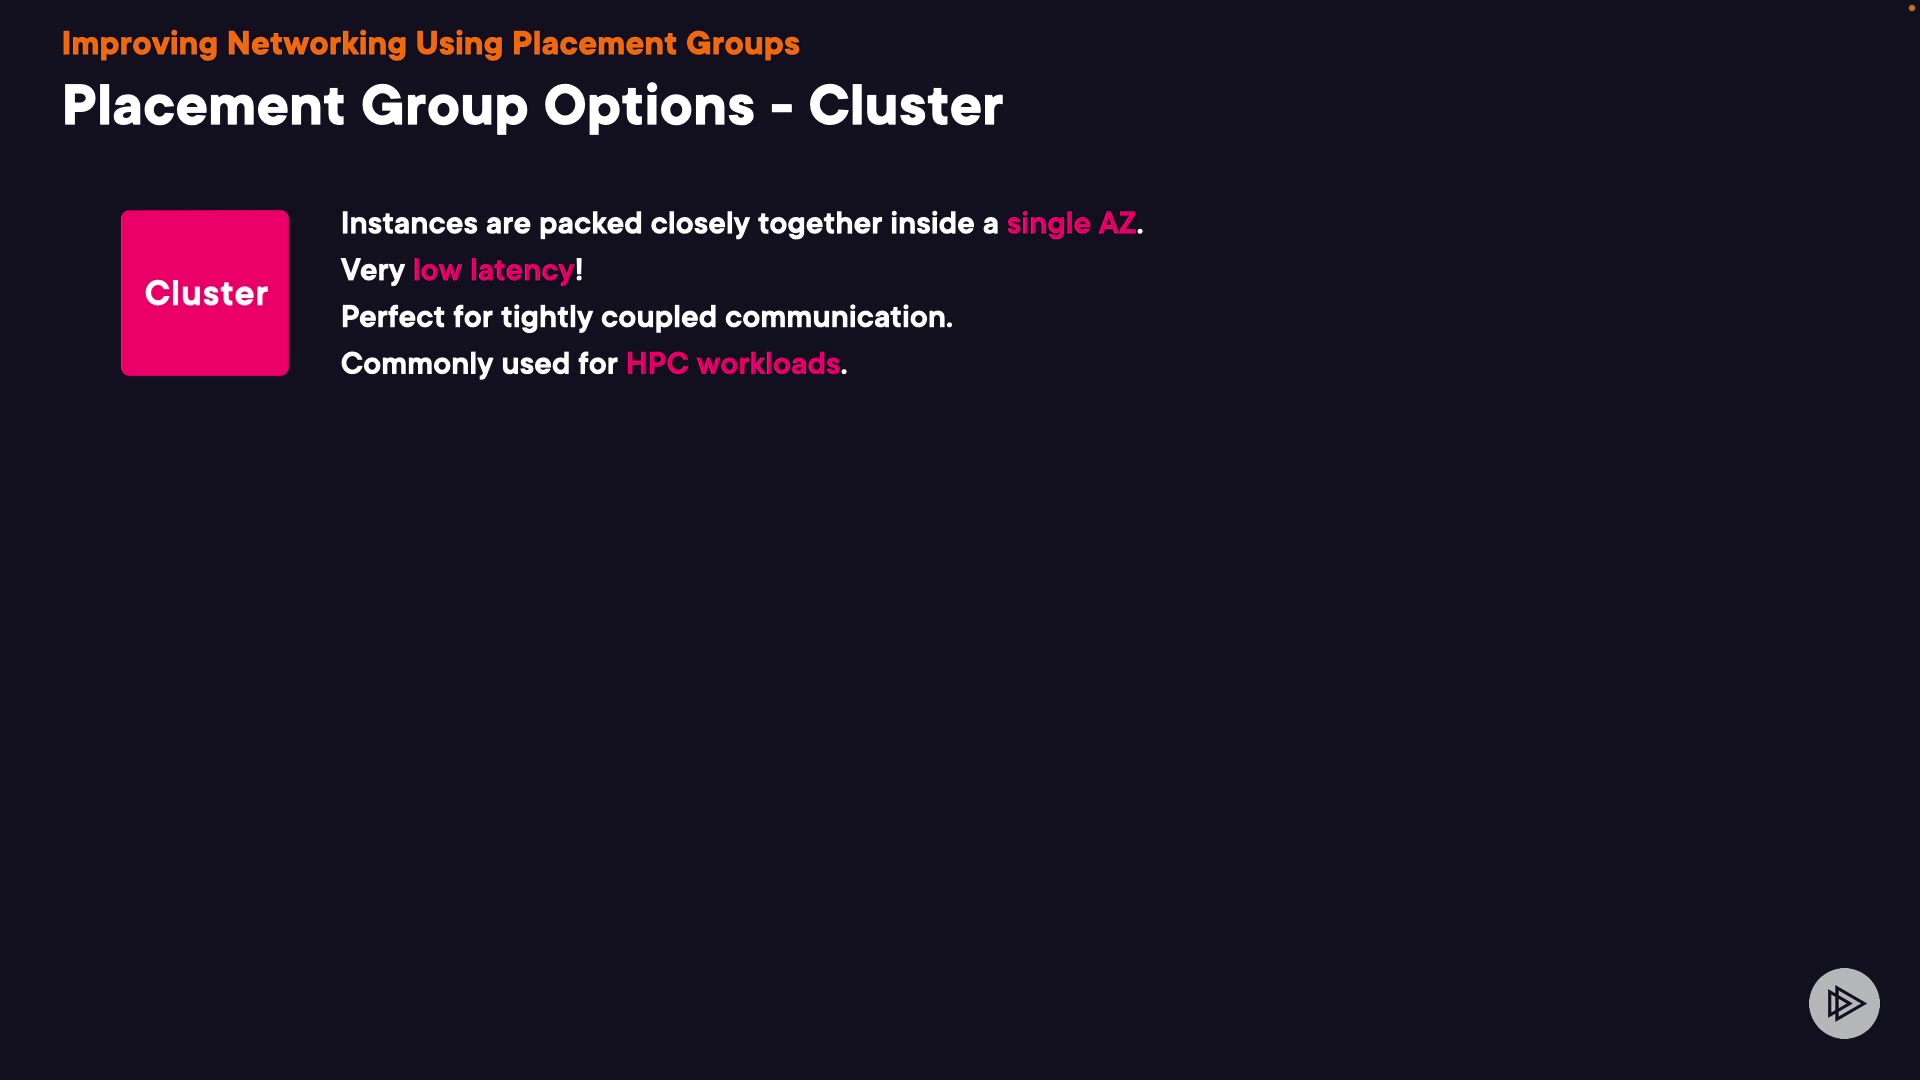 Improving Networking Using Placement Groups
Placement Group Options - Cluster
Cluster
Instances are packed closely together inside a single AZ.
Very low latency!
Perfect for tightly coupled communication.
Commonly used for HPC workloads.